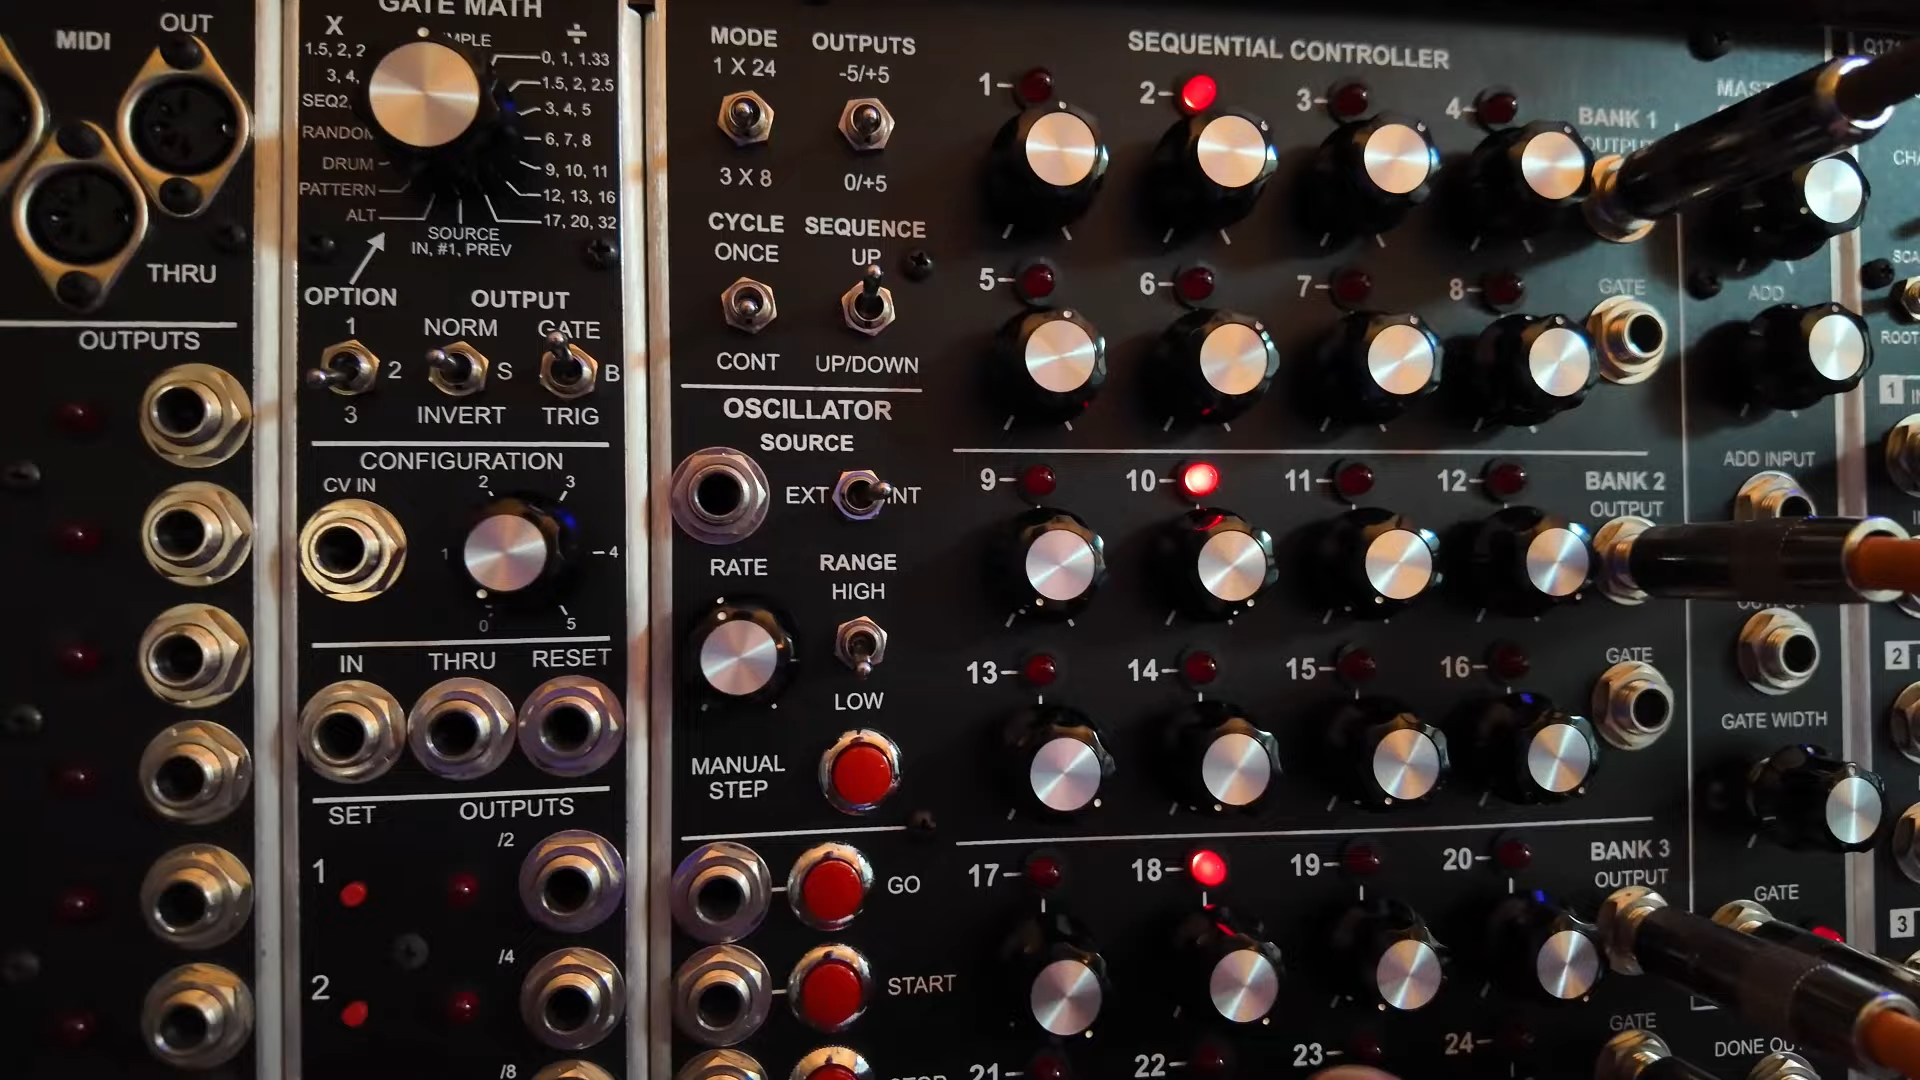 MIDI
OUT
THRU
OUTPUTS
GATE MATH
X
÷
1.5, 2, 2
3, 4,
SEQ2,
RANDOM
DRUM
PATTERN
ALT
0, 1, 1.33
1.5, 2, 2.5
3, 4, 5
6, 7, 8
9, 10, 11
12, 13, 16
17, 20, 32
SOURCE
IN, #1, PREV
OPTION
1
2
3
OUTPUT
NORM
S
INVERT
GATE
B
TRIG
CONFIGURATION
CV IN
0
1
2
3
4
5
IN
THRU
RESET
SET
OUTPUTS
1
2
/2
/4
/8
MODE
1 X 24
3 X 8
OUTPUTS
-5/+5
0/+5
CYCLE
ONCE
CONT
SEQUENCE
UP
UP/DOWN
OSCILLATOR
SOURCE
EXT
INT
RATE
RANGE
HIGH
LOW
MANUAL
STEP
GO
START
SEQUENTIAL CONTROLLER
1
2
3
4
BANK 1
OUTPUT
5
6
7
8
GATE
9
10
11
12
BANK 2
OUTPUT
13
14
15
16
GATE
17
18
19
20
BANK 3
OUTPUT
21
22
23
24
GATE
ADD
ADD INPUT
OUTPUT
GATE WIDTH
GATE
1
2
3